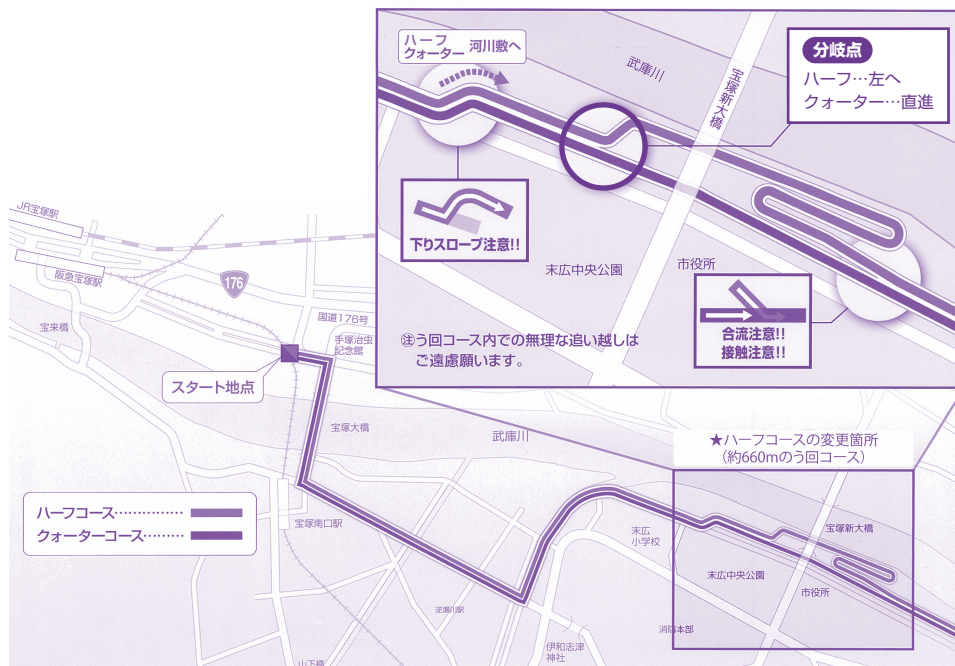 ハーフ
クォーター 河川敷へ
武庫川
宝塚新大橋
分岐点
ハーフ…左へ
クォーター…直進
下りスロープ注意!!
末広中央公園
市役所
合流注意!!
接触注意!!
注う回コース内での無理な追い越しは
ご遠慮願います。
JR宝塚駅
阪急宝塚駅
176
国道176号
宝来橋
手塚治虫
記念館
スタート地点
宝塚大橋
武庫川
★ハーフコースの変更箇所
(約660mのう回コース)
ハーフコース……………
クォーターコース………
宝塚南口駅
末広
小学校
宝塚新大橋
末広中央公園
市役所
逆瀬川駅
消防本部
伊和志津
神社
山下橋